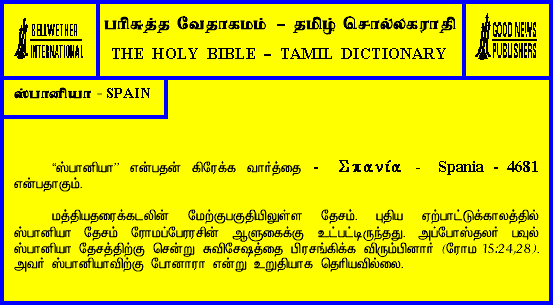 BELLWETHER
INTERNATIONAL
பரிசுத்த வேதாகமம் – தமிழ் சொல்லகராதி
THE HOLY BIBLE – TAMIL DICTIONARY
GOOD NEWS
PUBLISHERS
ஸ்பானியா - SPAIN
“ஸ்பானியா” என்பதன் கிரேக்க வார்த்தை - Σπανία - Spania - 4681
என்பதாகும்.
மத்தியதரைக்கடலின் மேற்குபகுதியிலுள்ள தேசம். புதிய ஏற்பாட்டுக்காலத்தில்
ஸ்பானியா தேசம் ரோமப்பேரரசின் ஆளுகைக்கு உட்பட்டிருந்தது. அப்போஸ்தலர் பவுல்
ஸ்பானியா தேசத்திற்கு சென்று சுவிசேஷத்தை பிரசங்கிக்க விரும்பினார் (ரோம 15:24,28).
அவர் ஸ்பானியாவிற்கு போனாரா என்று உறுதியாக தெரியவில்லை.